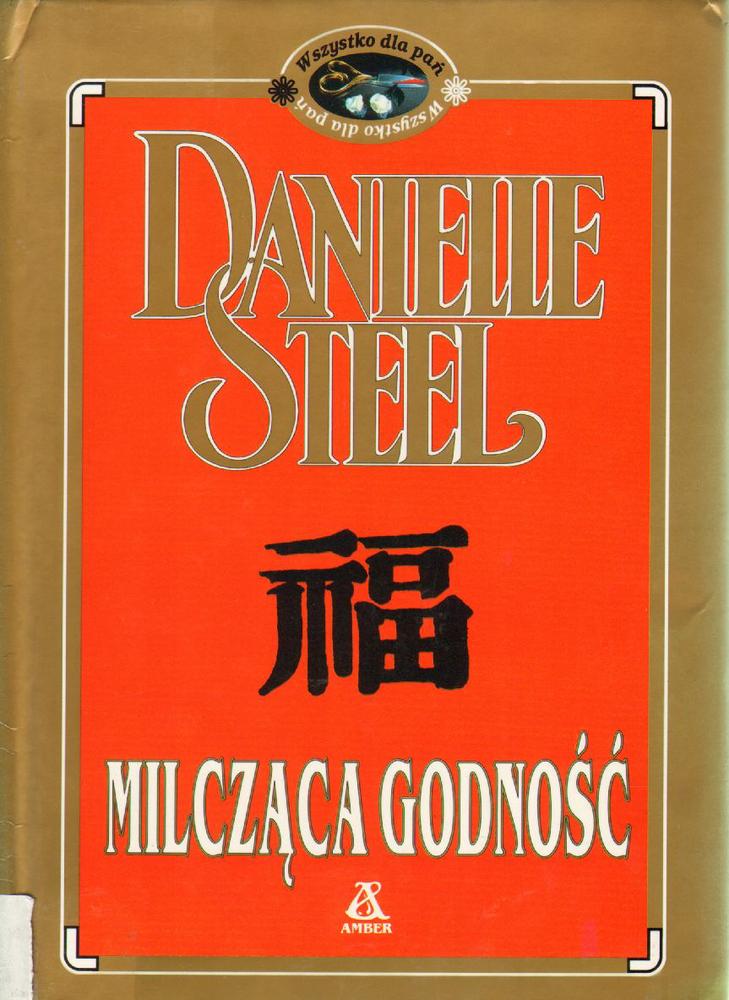 Wszystko dla pań
Wszystko dla pań
DANIELLE
STEEL
福
MILCZĄCA GODNOŚĆ
A
AMBER